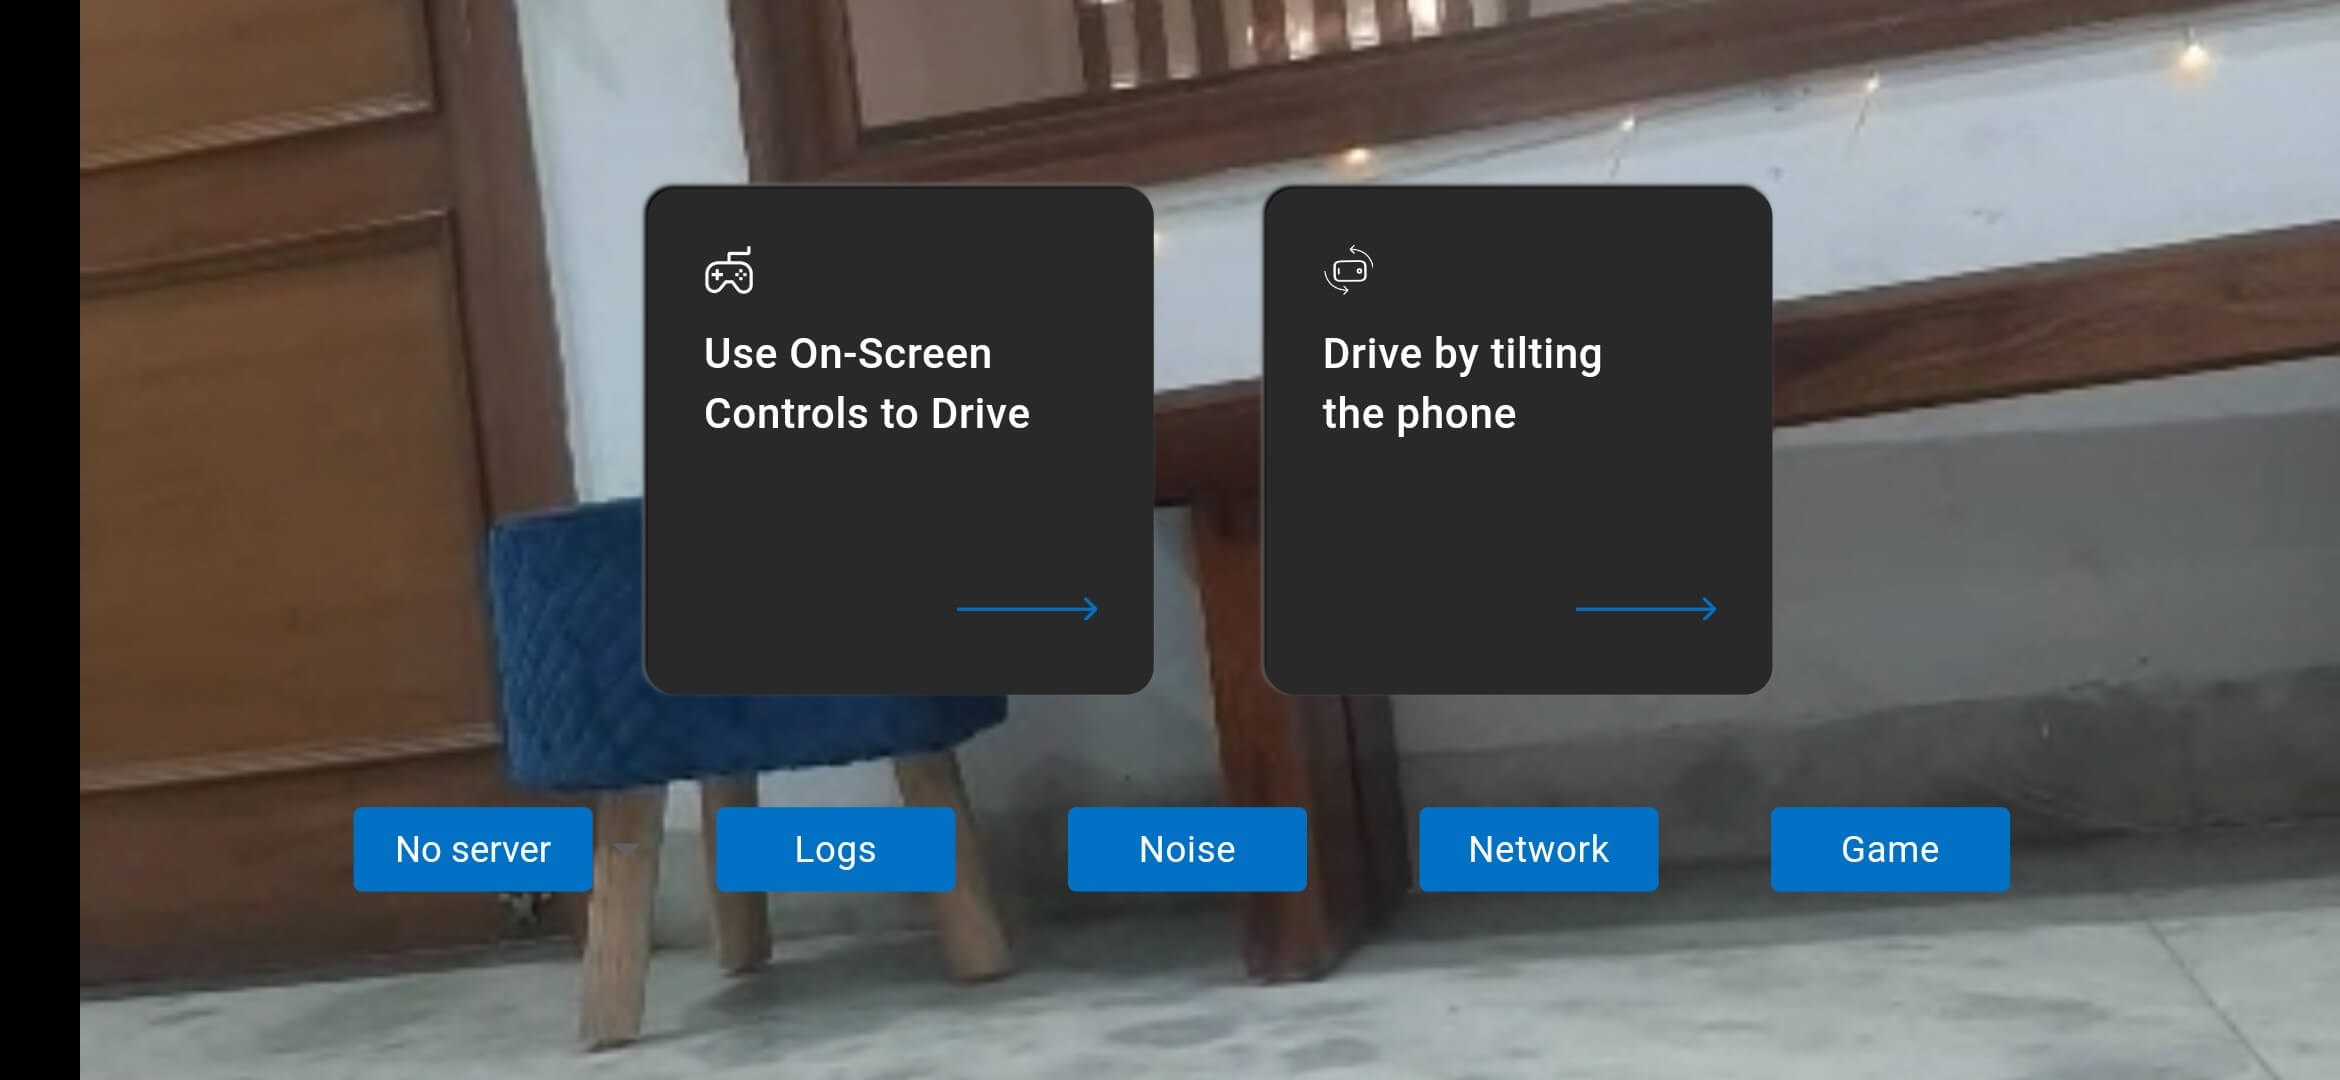 Use On-Screen
Controls to Drive
Drive by tilting
the phone
No server
Logs
Noise
Network
Game